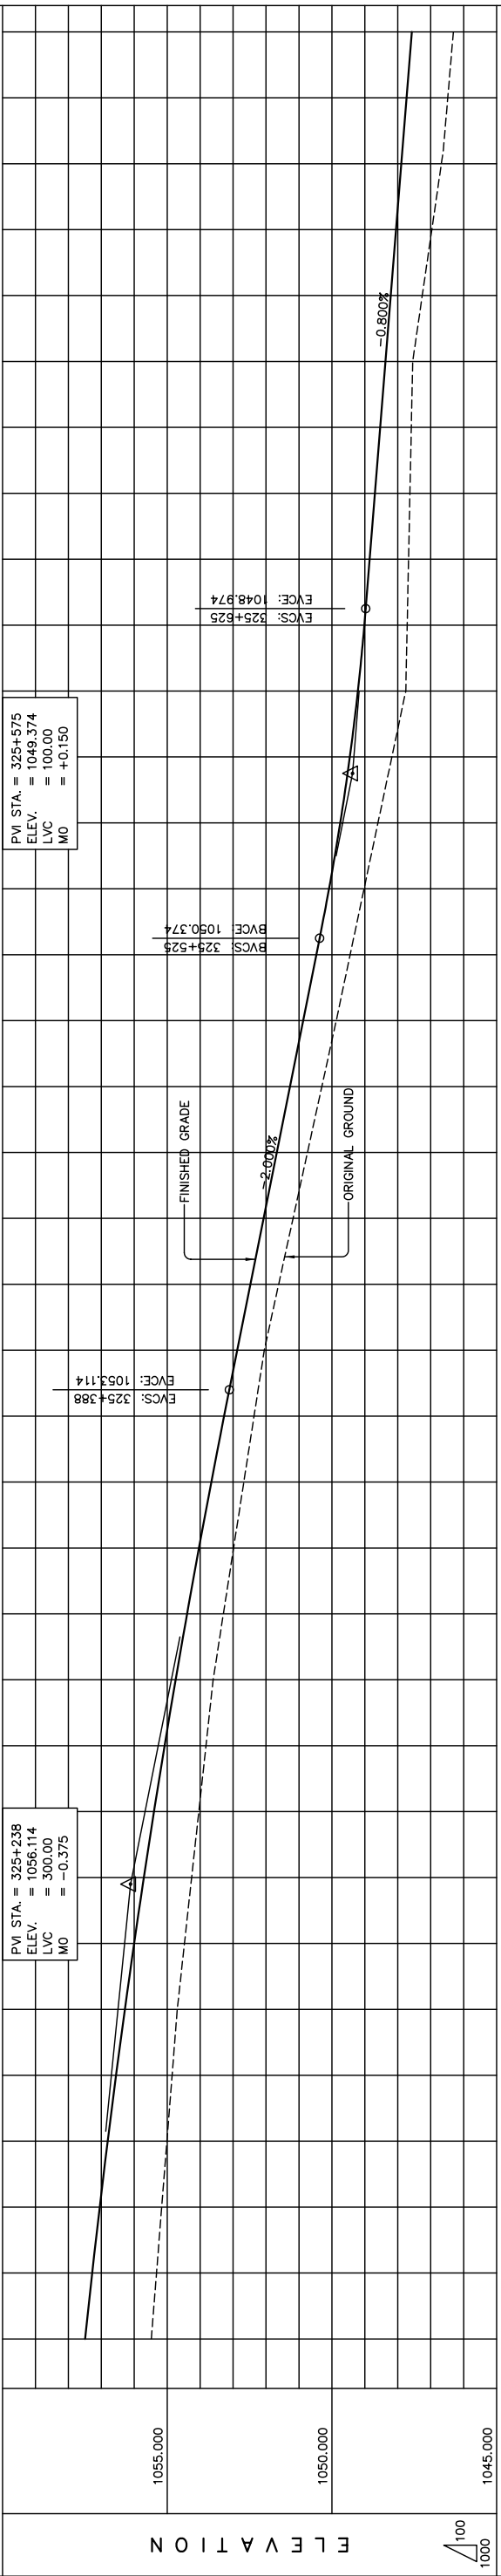 PVI STA. = 325+238
ELEV. = 1056.114
LVC = 300.00
MO = -0.375
PVI STA. = 325+575
ELEV. = 1049.374
LVC = 100.00
MO = +0.150
EVCS: 325+388
EVCE: 1053.114
BVCS: 325+525
BVCE: 1050.374
EVCS: 325+625
EVCE: 1048.974
FINISHED GRADE
-2.000%
ORIGINAL GROUND
-0.800%
1055.000
1050.000
1045.000
ELEVATION
100
1000